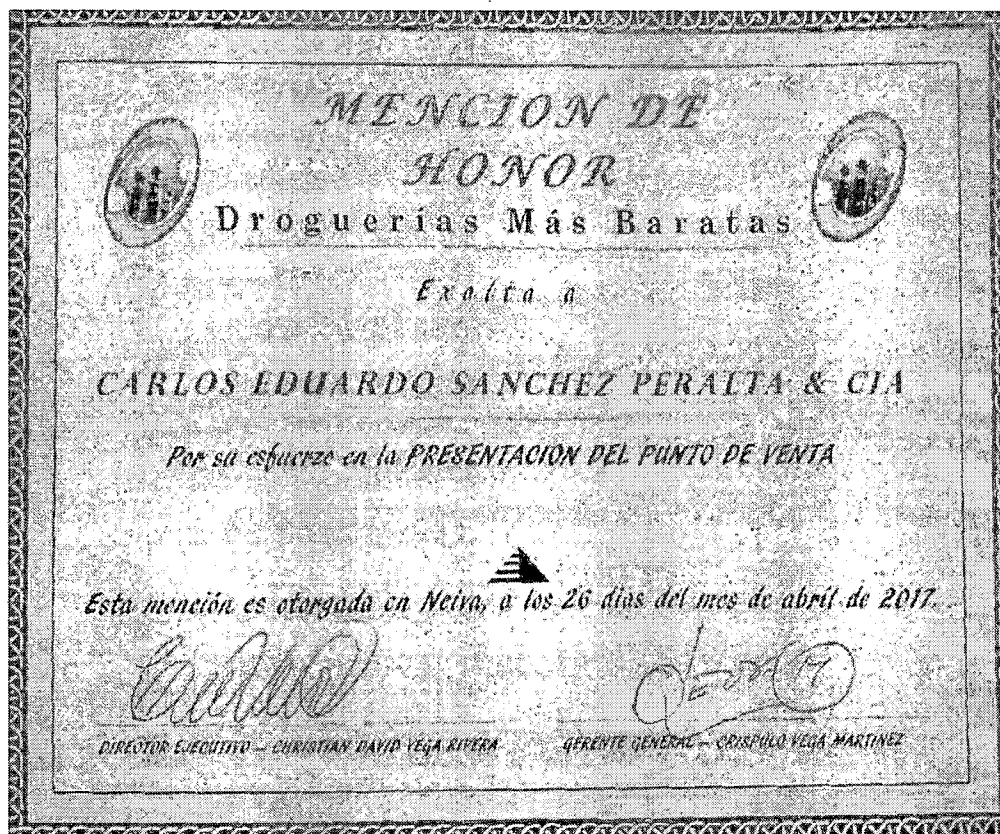 MENCION DE
HONOR
Droguerías Más Baratas
Exalta a
CARLOS EDUARDO SANCHEZ PERALTA & CIA
Por su esfuerzo en la PRESENTACION DEL PUNTO DE VENTA
Esta mención es otorgada en Neiva, a los 26 dias del mes de abril de 2017.
DIRECTOR EJECUTIVO – CHRISTIAN DAVID VEGA RIVERA
GERENTE GENERAL – CRISPULO VEGA MARTINEZ